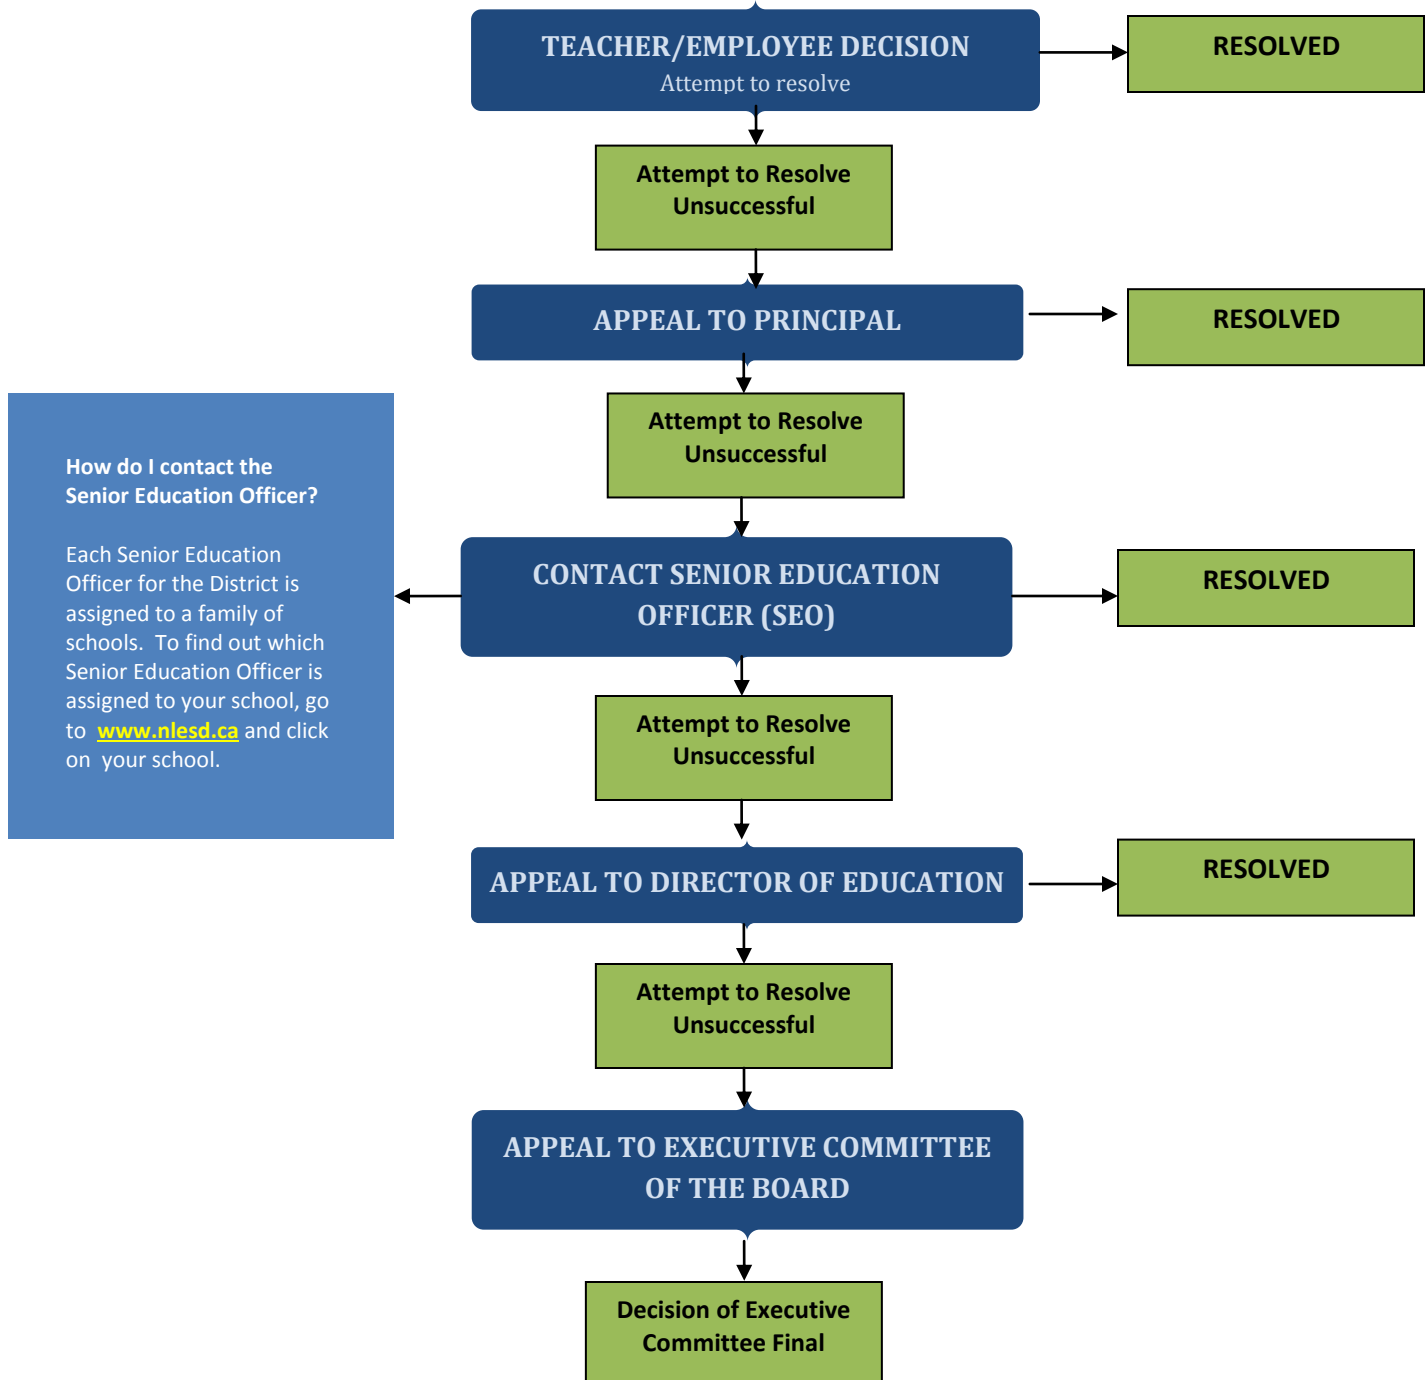 TEACHER/EMPLOYEE DECISION
Attempt to resolve
RESOLVED
Attempt to Resolve
Unsuccessful
APPEAL TO PRINCIPAL
RESOLVED
Attempt to Resolve
Unsuccessful
How do I contact the
Senior Education Officer?
Each Senior Education
Officer for the District is
assigned to a family of
schools. To find out which
Senior Education Officer is
assigned to your school, go
to www.nlesd.ca and click
on your school.
CONTACT SENIOR EDUCATION
OFFICER (SEO)
RESOLVED
Attempt to Resolve
Unsuccessful
APPEAL TO DIRECTOR OF EDUCATION
RESOLVED
Attempt to Resolve
Unsuccessful
APPEAL TO EXECUTIVE COMMITTEE
OF THE BOARD
Decision of Executive
Committee Final